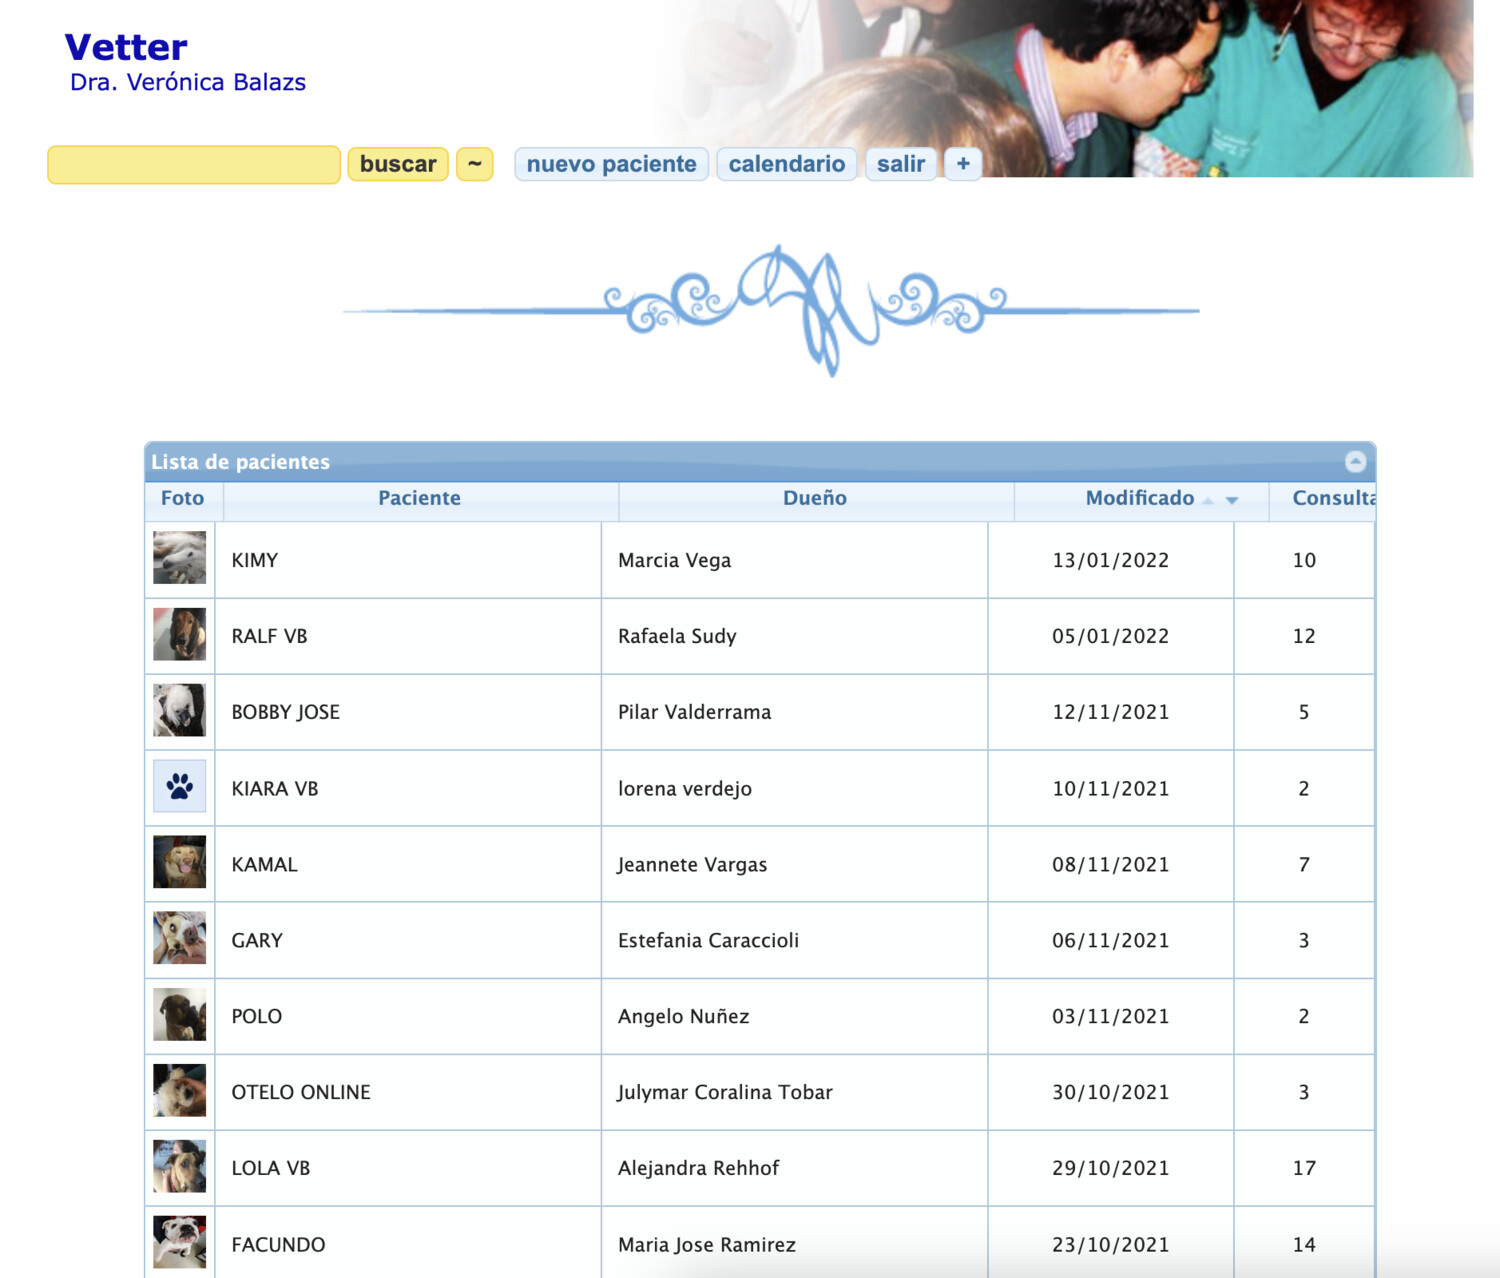 Vetter
Dra. Verónica Balazs
buscar ~ nuevo paciente calendario salir +
Lista de pacientes
Foto Paciente Dueño Modificado Consulta
KIMY Marcia Vega 13/01/2022 10
RALF VB Rafaela Sudy 05/01/2022 12
BOBBY JOSE Pilar Valderrama 12/11/2021 5
KIARA VB lorena verdejo 10/11/2021 2
KAMAL Jeannete Vargas 08/11/2021 7
GARY Estefania Caraccioli 06/11/2021 3
POLO Angelo Nuñez 03/11/2021 2
OTELO ONLINE Julymar Coralina Tobar 30/10/2021 3
LOLA VB Alejandra Rehhof 29/10/2021 17
FACUNDO Maria Jose Ramirez 23/10/2021 14